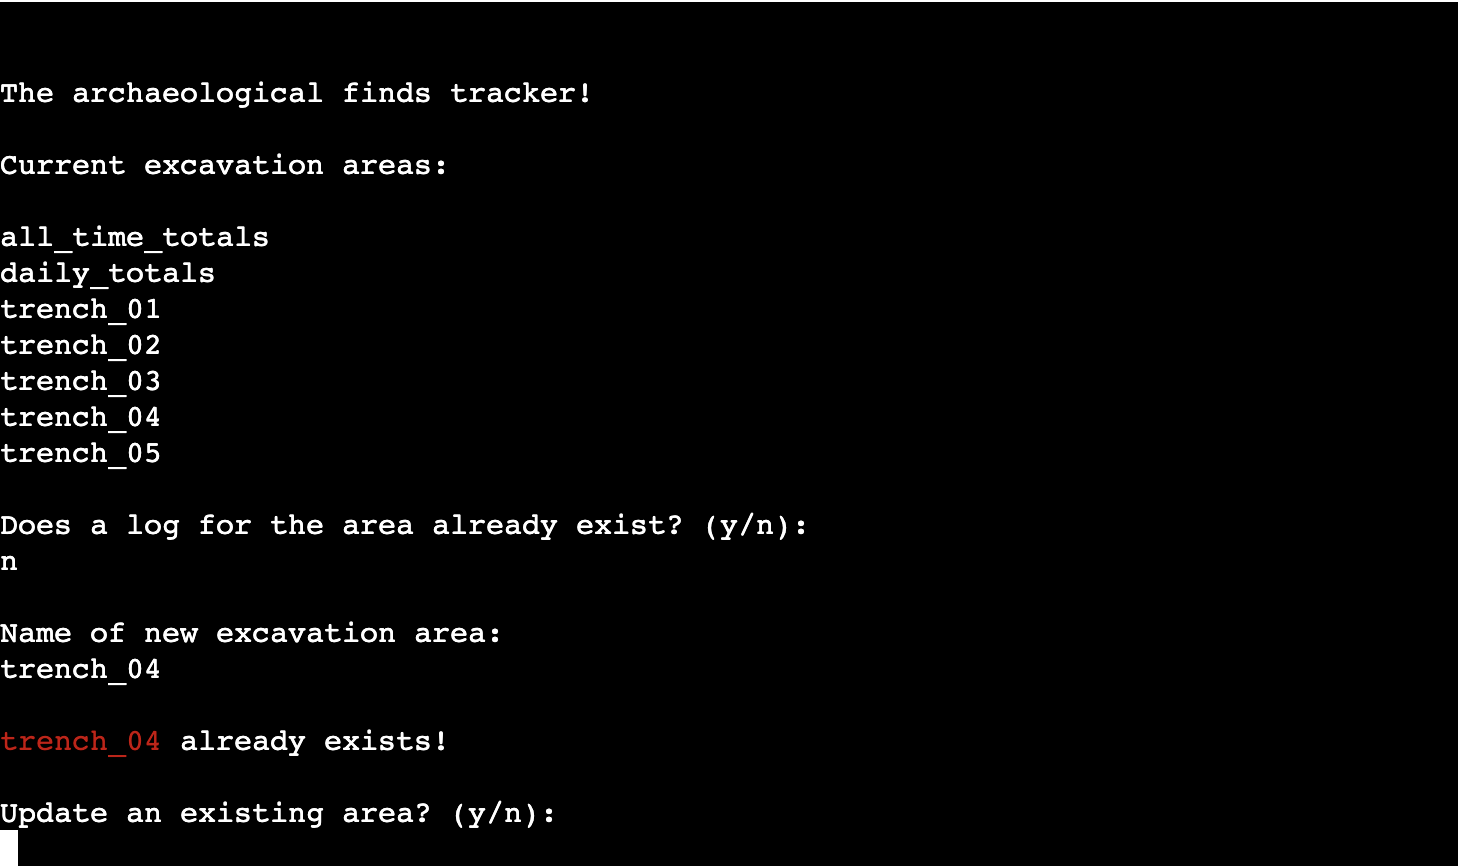 The archaeological finds tracker!
Current excavation areas:
all_time_totals
daily_totals
trench_01
trench_02
trench_03
trench_04
trench_05
Does a log for the area already exist? (y/n):
n
Name of new excavation area:
trench_04
trench_04 already exists!
Update an existing area? (y/n):